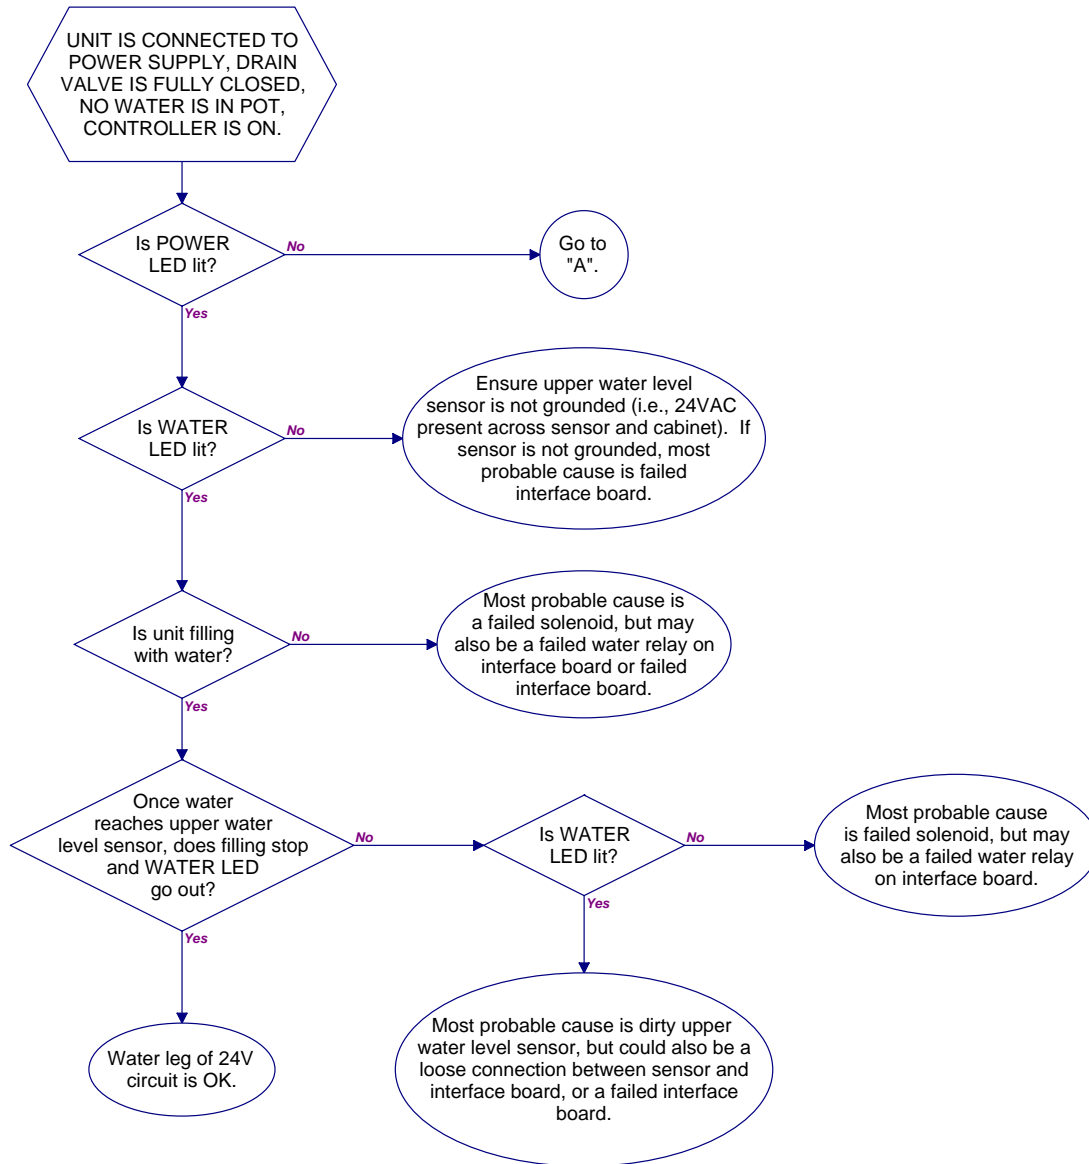 UNIT IS CONNECTED TO
POWER SUPPLY, DRAIN
VALVE IS FULLY CLOSED,
NO WATER IS IN POT,
CONTROLLER IS ON.
Is POWER
LED lit?
No
Go to
"A".
Yes
Is WATER
LED lit?
No
Ensure upper water level
sensor is not grounded (i.e., 24VAC
present across sensor and cabinet).  If
sensor is not grounded, most
probable cause is failed
interface board.
Yes
Is unit filling
with water?
No
Most probable cause is
a failed solenoid, but may
also be a failed water relay on
interface board or failed
interface board.
Yes
Once water
reaches upper water
level sensor, does filling stop
and WATER LED
go out?
No
Is WATER
LED lit?
No
Most probable cause
is failed solenoid, but may
also be a failed water relay
on interface board.
Yes
Yes
Water leg of 24V
circuit is OK.
Most probable cause is dirty upper
water level sensor, but could also be a
loose connection between sensor and
interface board, or a failed interface
board.